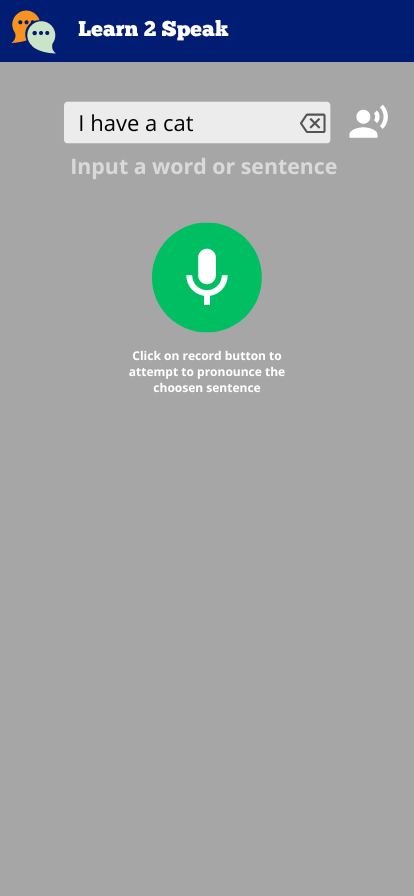 Learn 2 Speak
I have a cat
Input a word or sentence
Click on record button to
attempt to pronounce the
choosen sentence